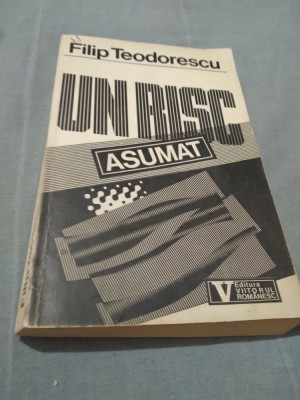 Filip Teodorescu
UN RISC
ASUMAT
V Editura
VIITORUL
ROMÂNESC